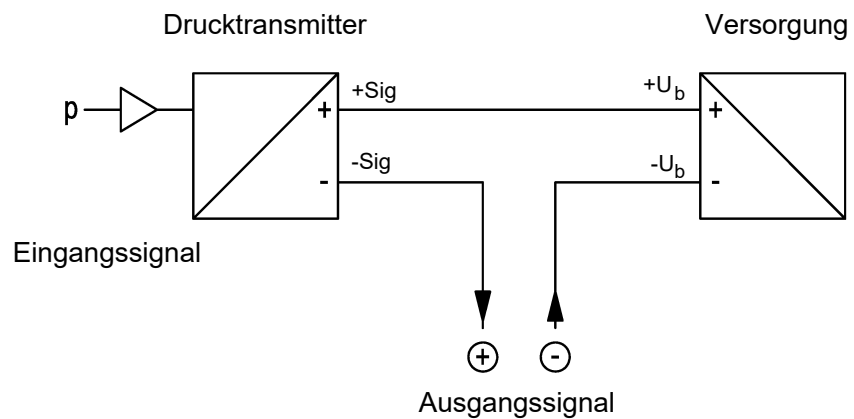 Drucktransmitter
Versorgung
p
+Sig
+U_b
+
+
-Sig
-U_b
-
-
Eingangssignal
+
-
Ausgangssignal